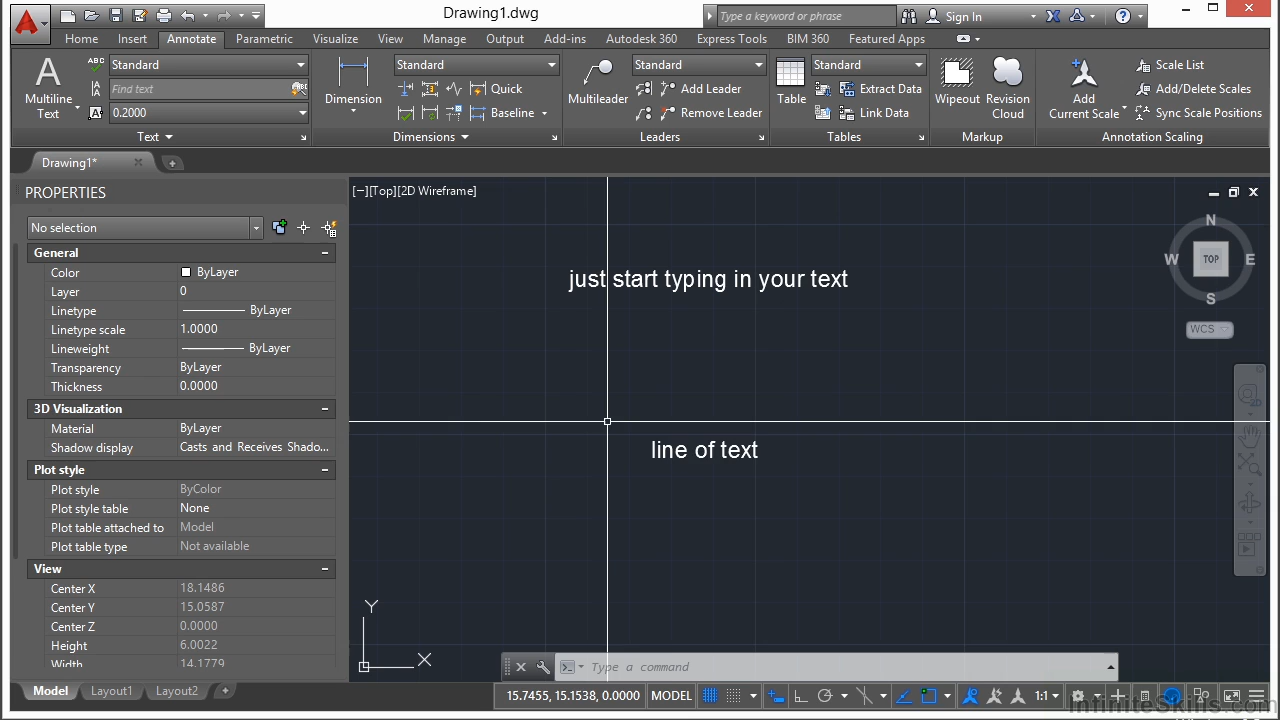 Drawing1.dwg
Type a keyword or phrase
Sign In
Home Insert Annotate Parametric Visualize View Manage Output Add-ins Autodesk 360 Express Tools BIM 360 Featured Apps
A
Multiline
Text
ABC
Standard
Find text
ABC
A
0.2000
Text
Dimension
Standard
Quick
Baseline
Dimensions
Multileader
Standard
Add Leader
Remove Leader
Leaders
Table
Standard
Extract Data
Link Data
Tables
Wipeout
Revision
Cloud
Markup
Add
Current Scale
Scale List
Add/Delete Scales
Sync Scale Positions
Annotation Scaling
Drawing1*
PROPERTIES
No selection
General
Color ByLayer
Layer 0
Linetype ByLayer
Linetype scale 1.0000
Lineweight ByLayer
Transparency ByLayer
Thickness 0.0000
3D Visualization
Material ByLayer
Shadow display Casts and Receives Shado...
Plot style
Plot style ByColor
Plot style table None
Plot table attached to Model
Plot table type Not available
View
Center X 18.1486
Center Y 15.0587
Center Z 0.0000
Height 6.0022
Width 14.1779
[−][Top][2D Wireframe]
just start typing in your text
line of text
N
W TOP E
S
WCS
2D
Y
X
Type a command
Model Layout1 Layout2
15.7455, 15.1538, 0.0000 MODEL 1:1
InfiniteSkills.com